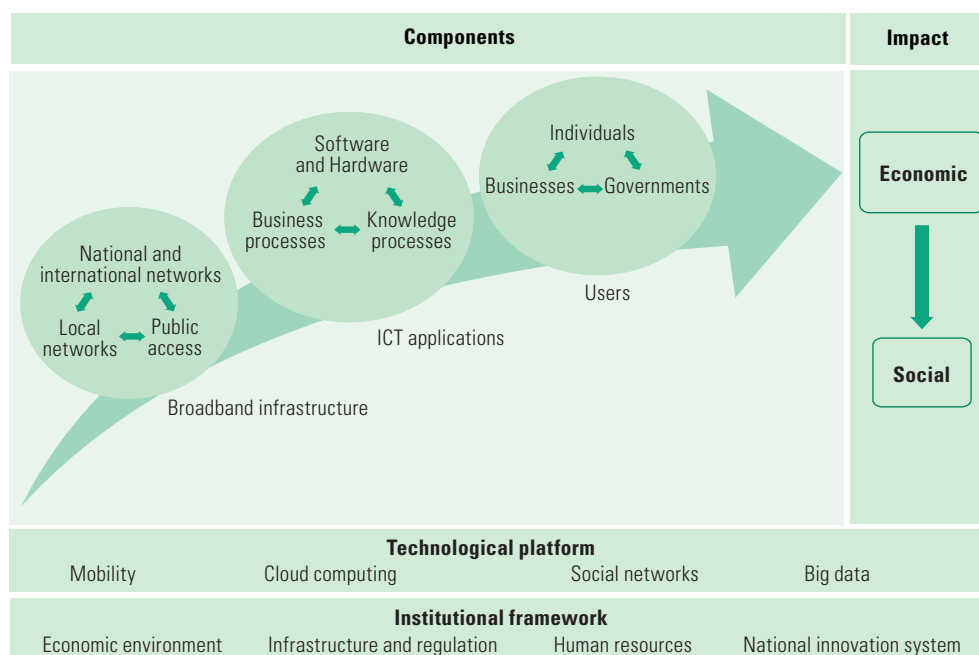 Components
Impact
Individuals
Businesses
Governments
Software
and Hardware
Business
processes
Knowledge
processes
National and
international networks
Local
networks
Public
access
Users
ICT applications
Broadband infrastructure
Economic
Social
Technological platform
Mobility
Cloud computing
Social networks
Big data
Institutional framework
Economic environment
Infrastructure and regulation
Human resources
National innovation system